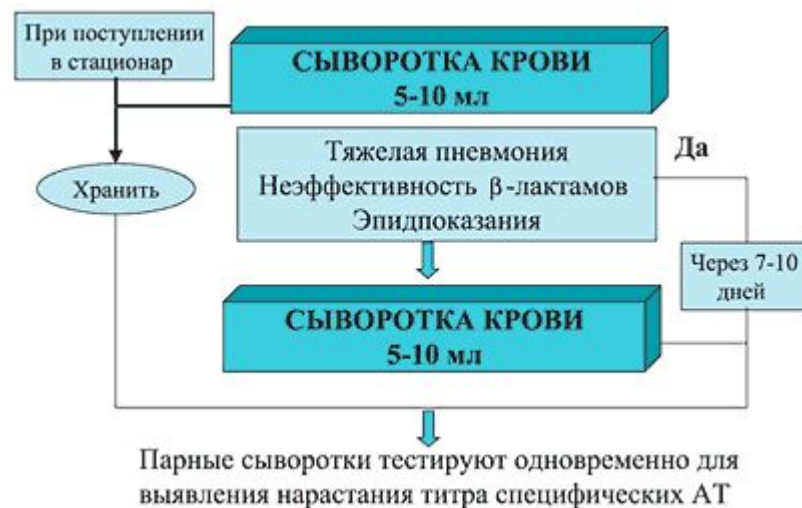 При поступлении
в стационар
СЫВОРОТКА КРОВИ
5-10 мл
Тяжелая пневмония
Неэффективность β-лактамов
Эпидпоказания
Да
Хранить
Через 7-10
дней
СЫВОРОТКА КРОВИ
5-10 мл
Парные сыворотки тестируют одновременно для
выявления нарастания титра специфических АТ